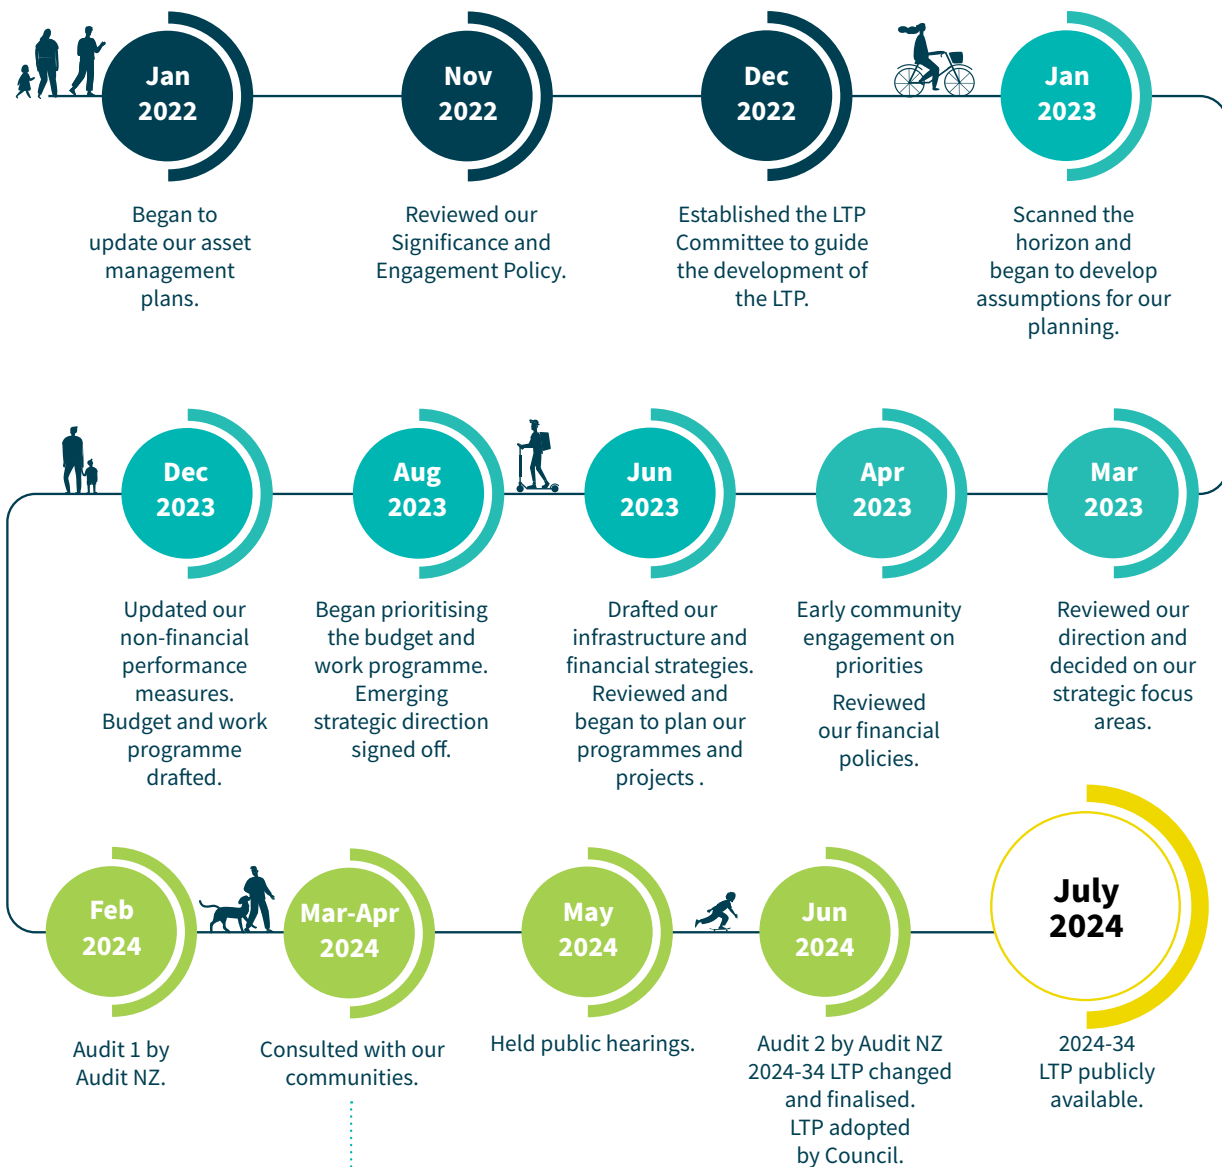 Jan
2022
Began to
update our asset
management
plans.
Nov
2022
Reviewed our
Significance and
Engagement Policy.
Dec
2022
Established the LTP
Committee to guide
the development of
the LTP.
Jan
2023
Scanned the
horizon and
began to develop
assumptions for our
planning.
Mar
2023
Reviewed our
direction and
decided on our
strategic focus
areas.
Apr
2023
Early community
engagement on
priorities
Reviewed
our financial
policies.
Jun
2023
Drafted our
infrastructure and
financial strategies.
Reviewed and
began to plan our
programmes and
projects .
Aug
2023
Began prioritising
the budget and
work programme.
Emerging
strategic direction
signed off.
Dec
2023
Updated our
non-financial
performance
measures.
Budget and work
programme
drafted.
Feb
2024
Audit 1 by
Audit NZ.
Mar-Apr
2024
Consulted with our
communities.
May
2024
Held public hearings.
Jun
2024
Audit 2 by Audit NZ
2024-34 LTP changed
and finalised.
LTP adopted
by Council.
July
2024
2024-34
LTP publicly
available.